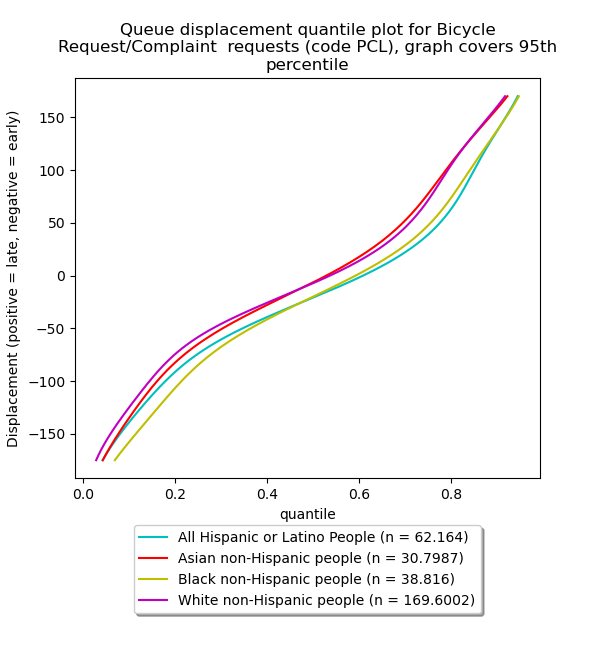 Queue displacement quantile plot for Bicycle
Request/Complaint  requests (code PCL), graph covers 95th
percentile
Displacement (positive = late, negative = early)
150
100
50
0
−50
−100
−150
0.0 0.2 0.4 0.6 0.8
quantile
All Hispanic or Latino People (n = 62.164)
Asian non-Hispanic people (n = 30.7987)
Black non-Hispanic people (n = 38.816)
White non-Hispanic people (n = 169.6002)